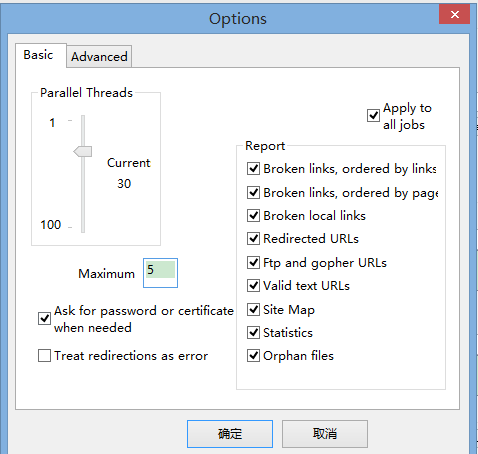 Options
Basic
Advanced
Parallel Threads
1
Current
30
100
Maximum 5
Ask for password or certificate
when needed
Treat redirections as error
Apply to
all jobs
Report
Broken links, ordered by links
Broken links, ordered by page
Broken local links
Redirected URLs
Ftp and gopher URLs
Valid text URLs
Site Map
Statistics
Orphan files
确定
取消